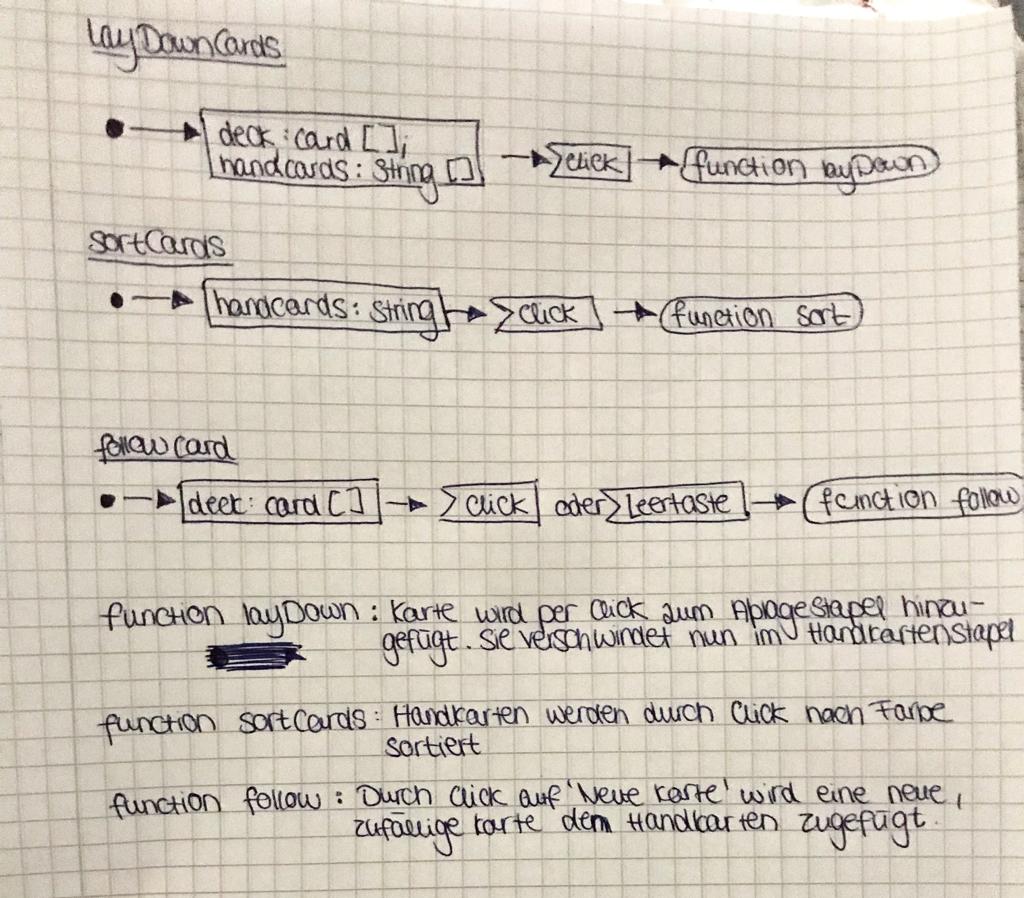 layDownCards
deck : card [];
handcards : String []
click
function layDown
sortCards
handcards : String
click
function sort
followcard
deck : card []
click
oder
Leertaste
function follow
function layDown : Karte wird per Click zum Ablagestapel hinzu-
gefügt. Sie verschwindet nun im Handkartenstapel
function sortCards : Handkarten werden durch Click nach Farbe
sortiert
function follow : Durch Click auf 'Neue Karte' wird eine neue,
zufällige Karte dem Handkarten zugefügt.